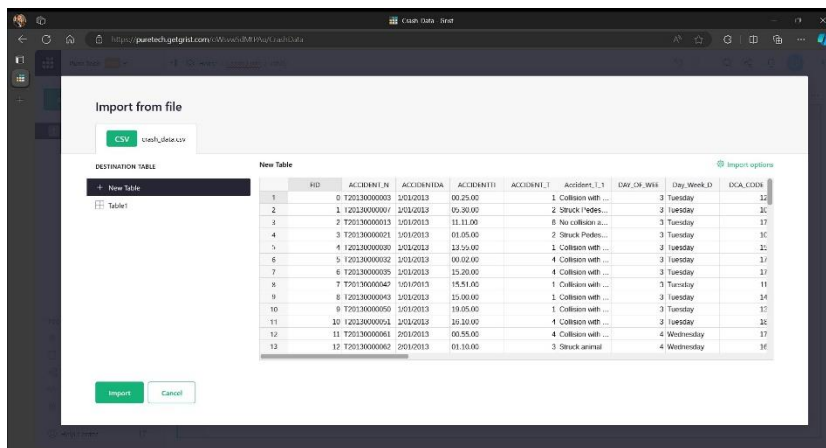 Crash Data - Grist
Import from file
CSV crash_data.csv
DESTINATION TABLE
+ New Table
Table1
New Table
Import options
FID ACCIDENT_N ACCIDENTDA ACCIDENTTI ACCIDENT_T Accident_T_1 DAY_OF_WEE Day_Week_D DCA_CODE
1 0 T20130000003 1/01/2013 00.25.00 1 Collision with ... 3 Tuesday
2 1 T20130000007 1/01/2013 05.30.00 2 Struck Pedes... 3 Tuesday
3 2 T20130000013 1/01/2013 11.11.00 6 No collision a... 3 Tuesday
4 3 T20130000021 1/01/2013 01.05.00 2 Struck Pedes... 3 Tuesday
5 4 T20130000030 1/01/2013 13.55.00 1 Collision with ... 3 Tuesday
6 5 T20130000032 1/01/2013 00.02.00 4 Collision with ... 3 Tuesday
7 6 T20130000035 1/01/2013 15.20.00 4 Collision with ... 3 Tuesday
8 7 T20130000042 1/01/2013 15.51.00 1 Collision with ... 3 Tuesday
9 8 T20130000043 1/01/2013 15.00.00 1 Collision with ... 3 Tuesday
10 9 T20130000050 1/01/2013 19.05.00 1 Collision with ... 3 Tuesday
11 10 T20130000051 1/01/2013 16.10.00 4 Collision with ... 3 Tuesday
12 11 T20130000061 2/01/2013 00.55.00 4 Collision with ... 4 Wednesday
13 12 T20130000062 2/01/2013 01.10.00 3 Struck animal 4 Wednesday
Import Cancel